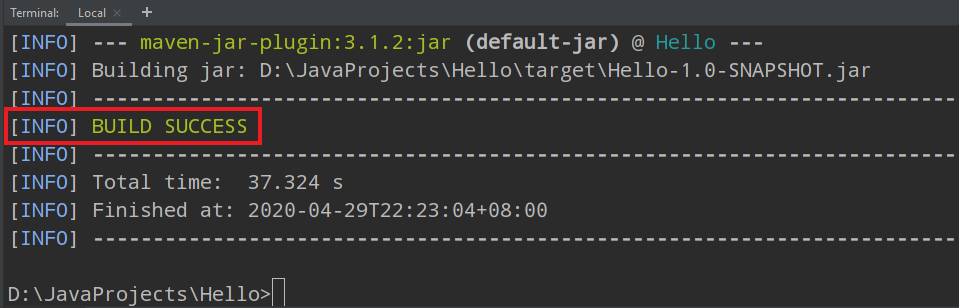 Terminal: Local × +
[INFO] --- maven-jar-plugin:3.1.2:jar (default-jar) @ Hello ---
[INFO] Building jar: D:\JavaProjects\Hello\target\Hello-1.0-SNAPSHOT.jar
[INFO] ------------------------------------------------------------------------
[INFO] BUILD SUCCESS
[INFO] ------------------------------------------------------------------------
[INFO] Total time:  37.324 s
[INFO] Finished at: 2020-04-29T22:23:04+08:00
[INFO] ------------------------------------------------------------------------
D:\JavaProjects\Hello>